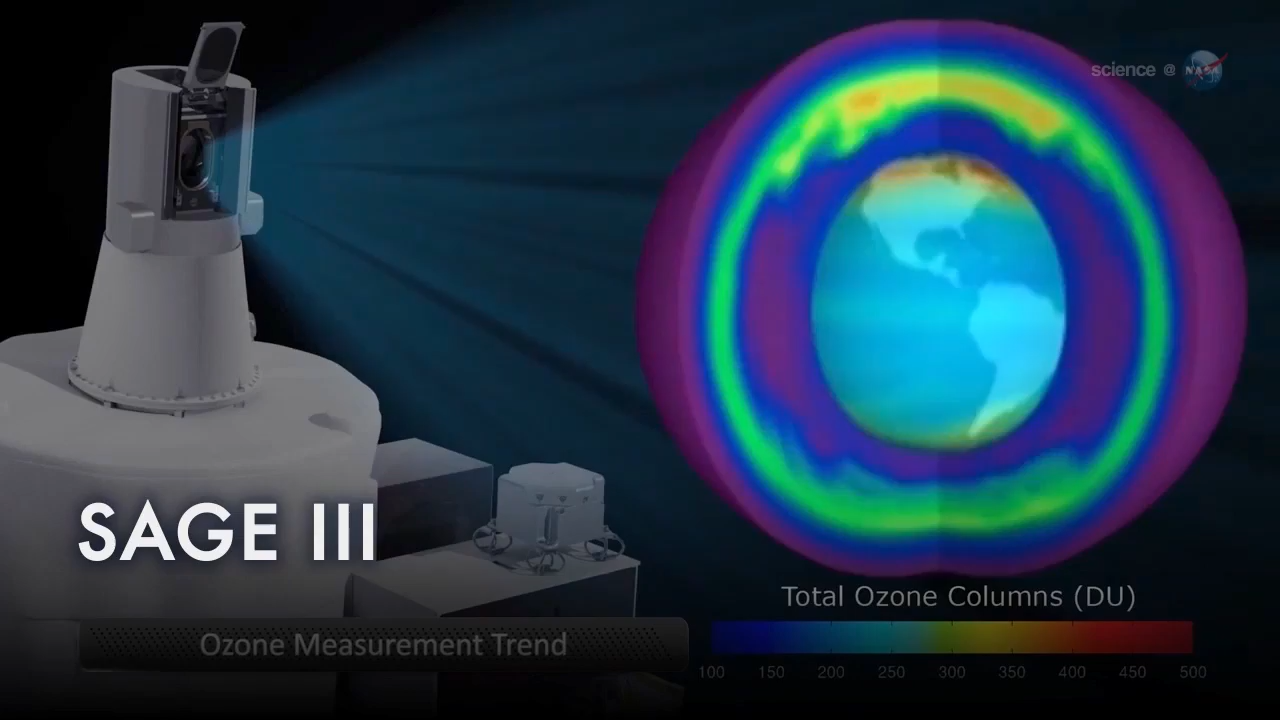 science @ NASA
SAGE III
Ozone Measurement Trend
Total Ozone Columns (DU)
100 150 200 250 300 350 400 450 500